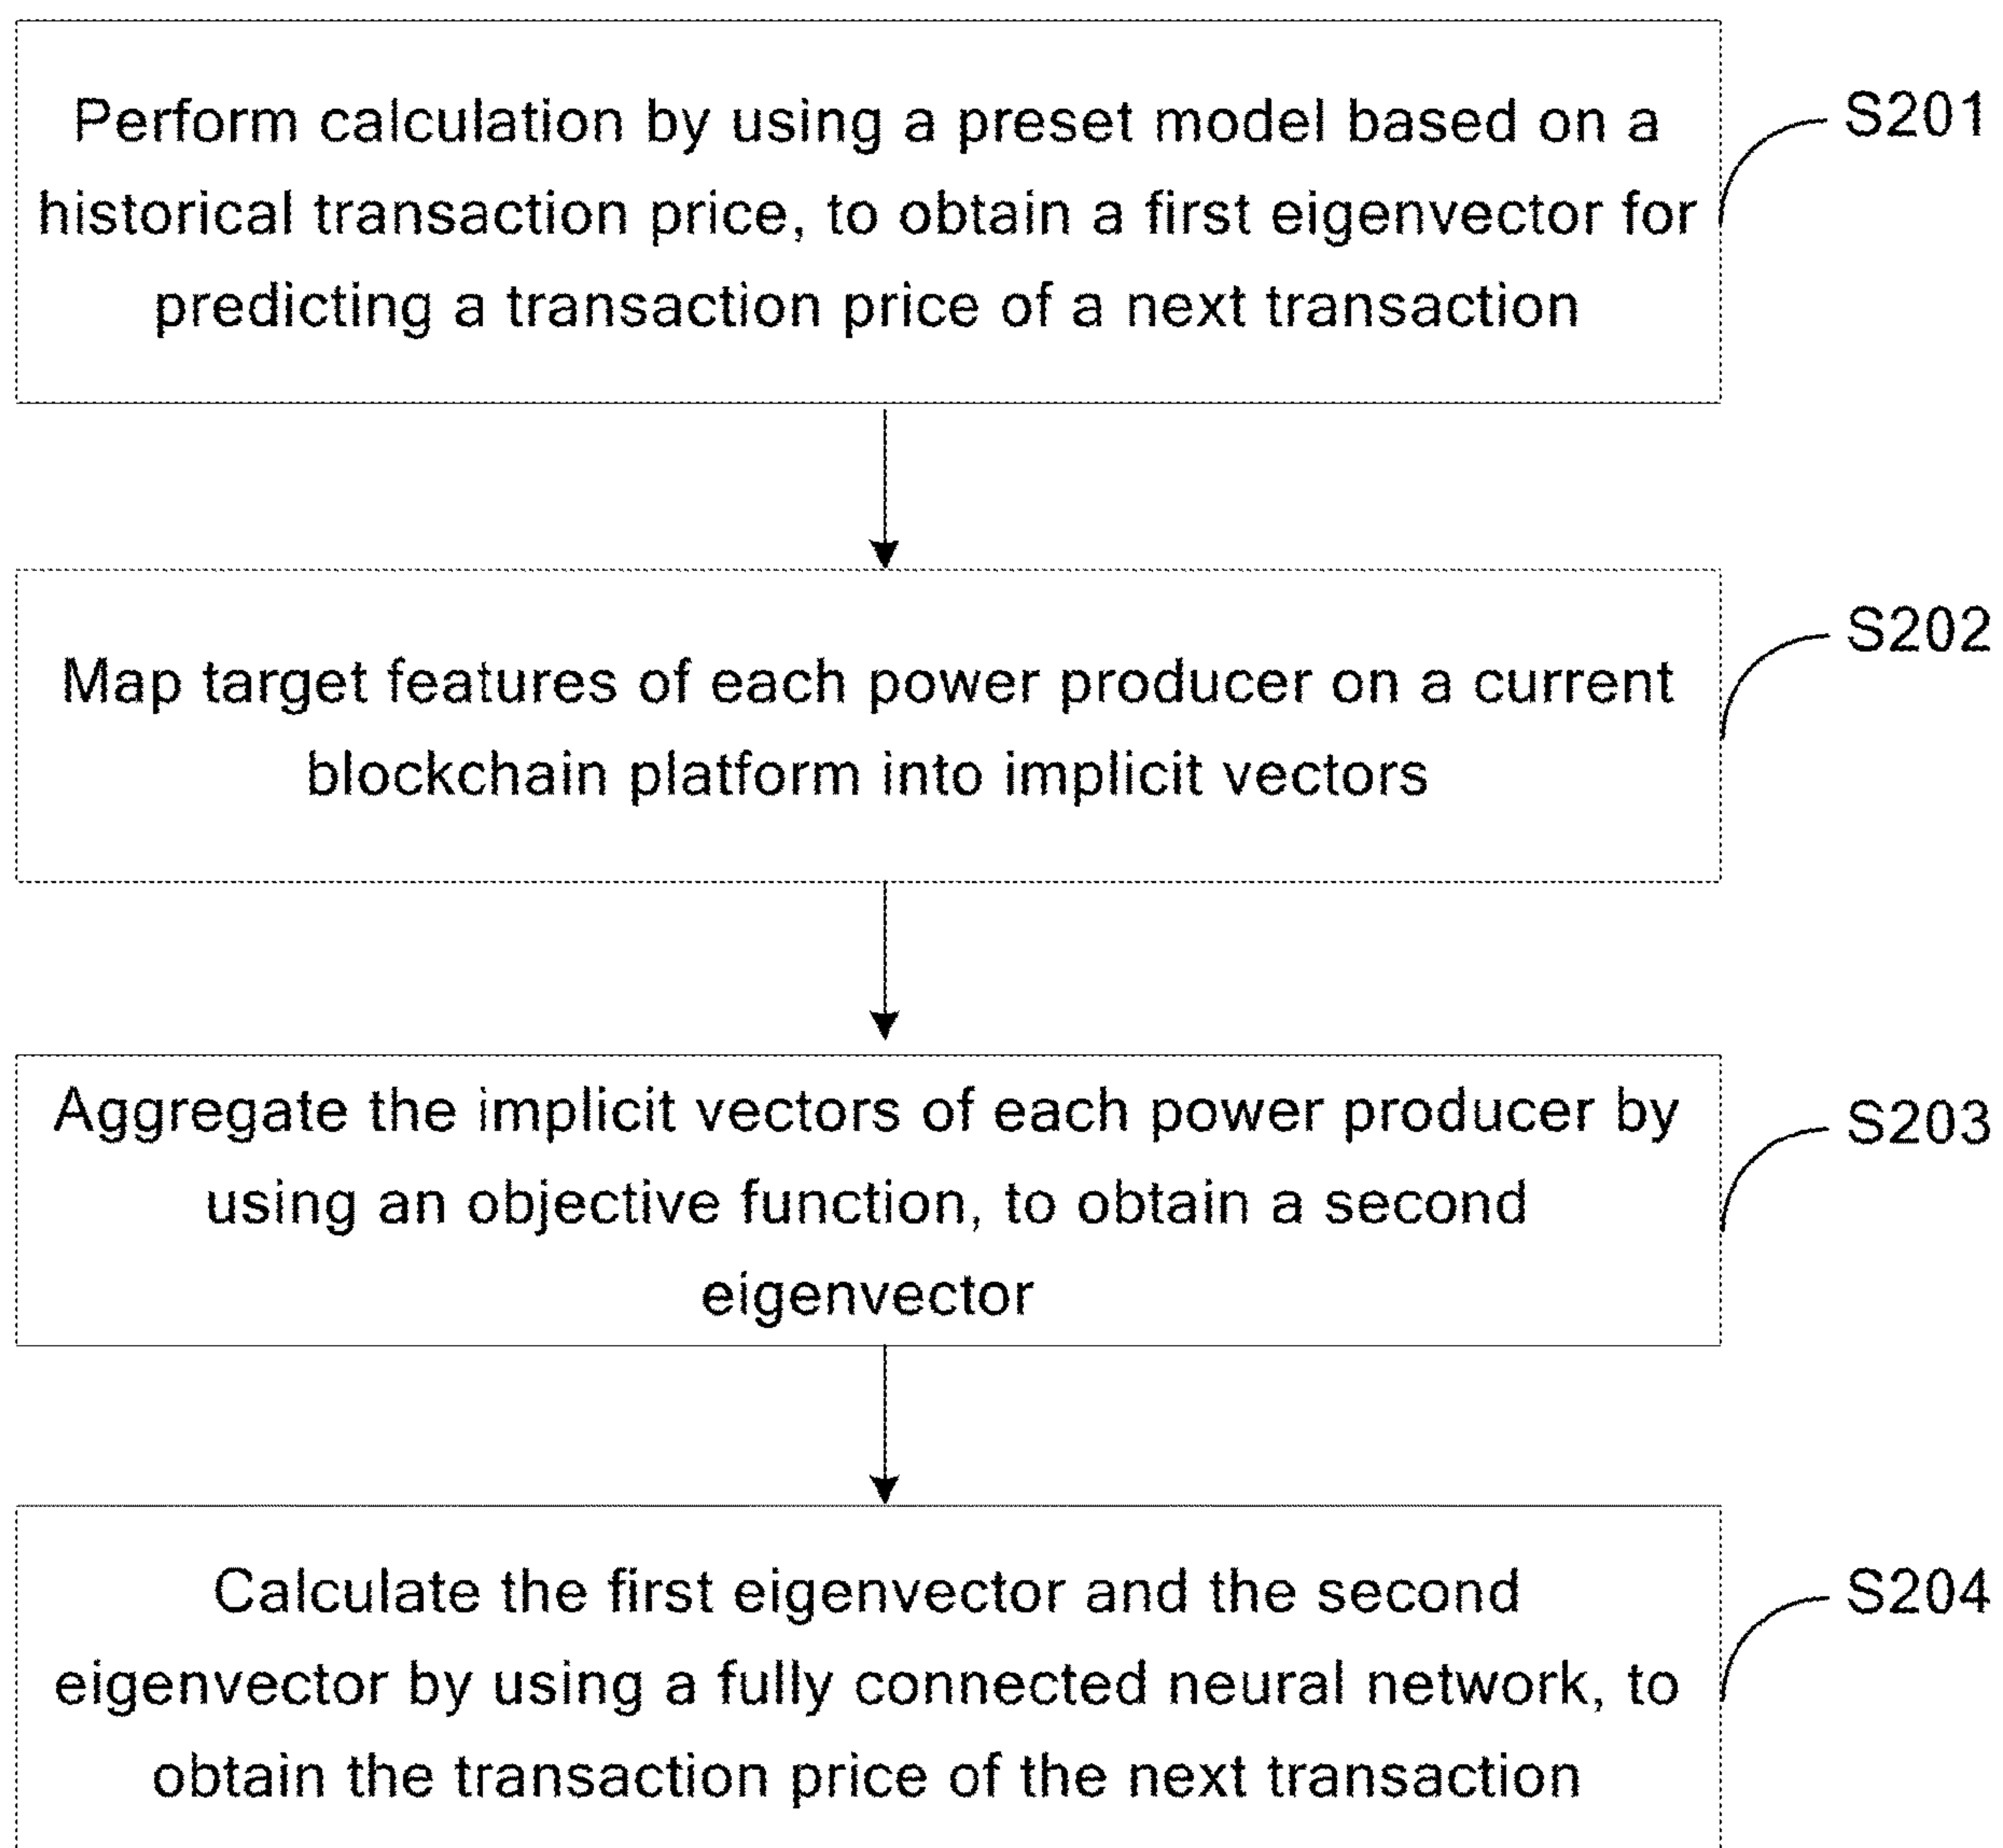 Perform calculation by using a preset model based on a
historical transaction price, to obtain a first eigenvector for
predicting a transaction price of a next transaction
S201
Map target features of each power producer on a current
blockchain platform into implicit vectors
S202
Aggregate the implicit vectors of each power producer by
using an objective function, to obtain a second
eigenvector
S203
Calculate the first eigenvector and the second
eigenvector by using a fully connected neural network, to
obtain the transaction price of the next transaction
S204